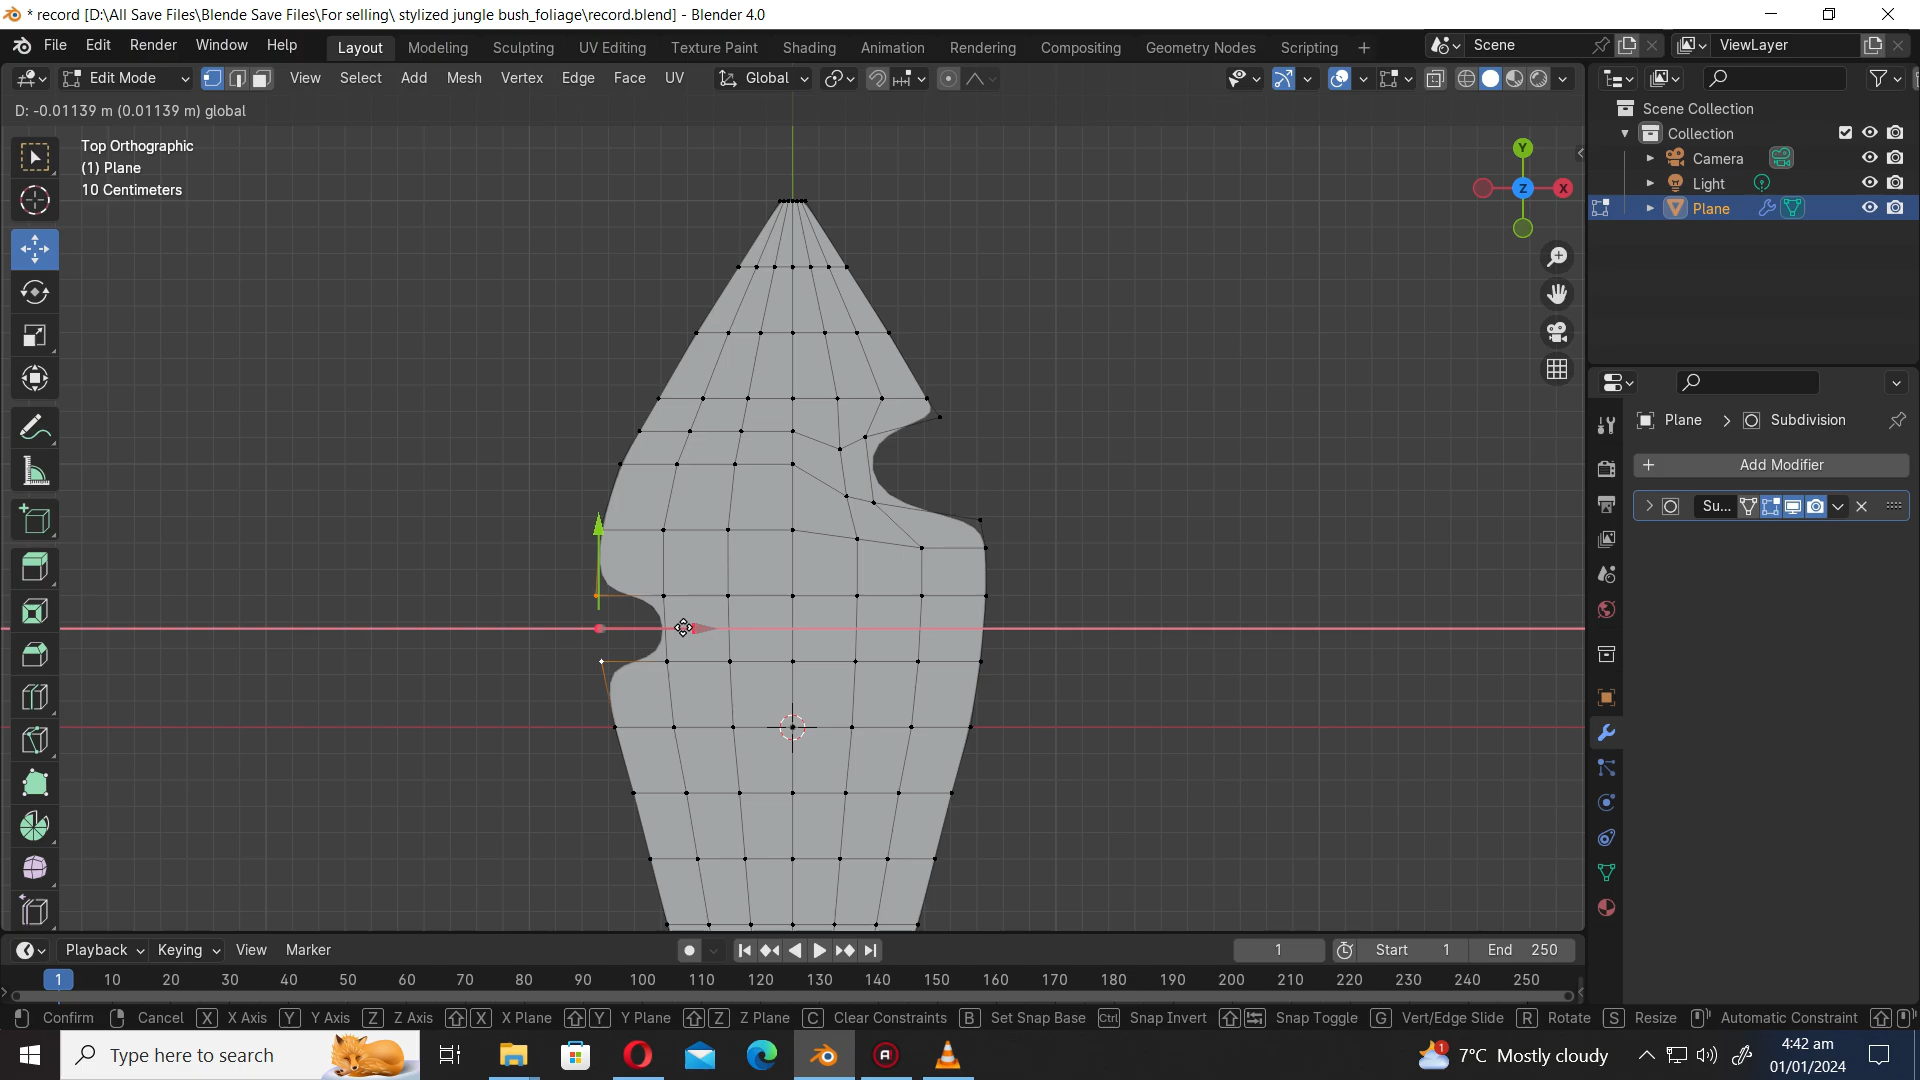 * record [D:\All Save Files\Blende Save Files\For selling\ stylized jungle bush_foliage\record.blend] - Blender 4.0
File Edit Render Window Help Layout Modeling Sculpting UV Editing Texture Paint Shading Animation Rendering Compositing Geometry Nodes Scripting + Scene ViewLayer
Edit Mode View Select Add Mesh Vertex Edge Face UV Global
D: -0.01139 m (0.01139 m) global
Top Orthographic
(1) Plane
10 Centimeters
Y
Z X
Scene Collection
Collection
Camera
Light
Plane
Plane > Subdivision
+ Add Modifier
Su...
Playback Keying View Marker 1 Start 1 End 250
1 10 20 30 40 50 60 70 80 90 100 110 120 130 140 150 160 170 180 190 200 210 220 230 240 250
Confirm Cancel X X Axis Y Y Axis Z Z Axis X X Plane Y Y Plane Z Z Plane C Clear Constraints B Set Snap Base Ctrl Snap Invert Snap Toggle G Vert/Edge Slide R Rotate S Resize Automatic Constraint
Type here to search
1 7°C Mostly cloudy
4:42 am
01/01/2024